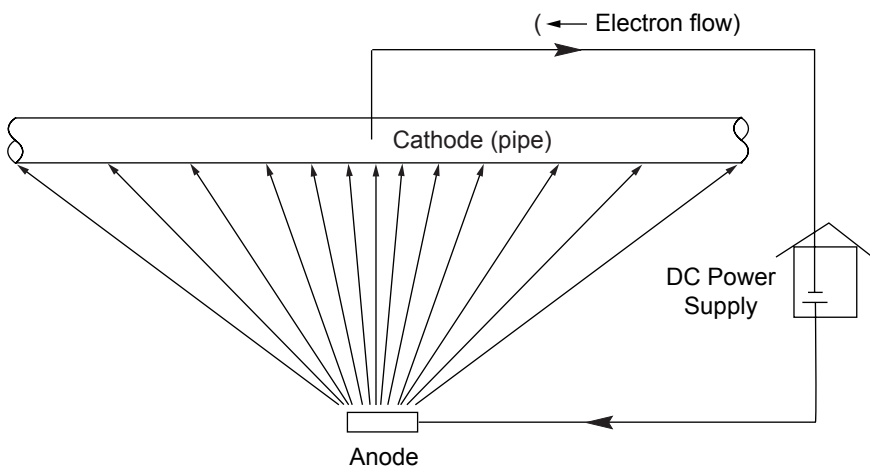 ( ← Electron flow)
Cathode (pipe)
DC Power
Supply
Anode